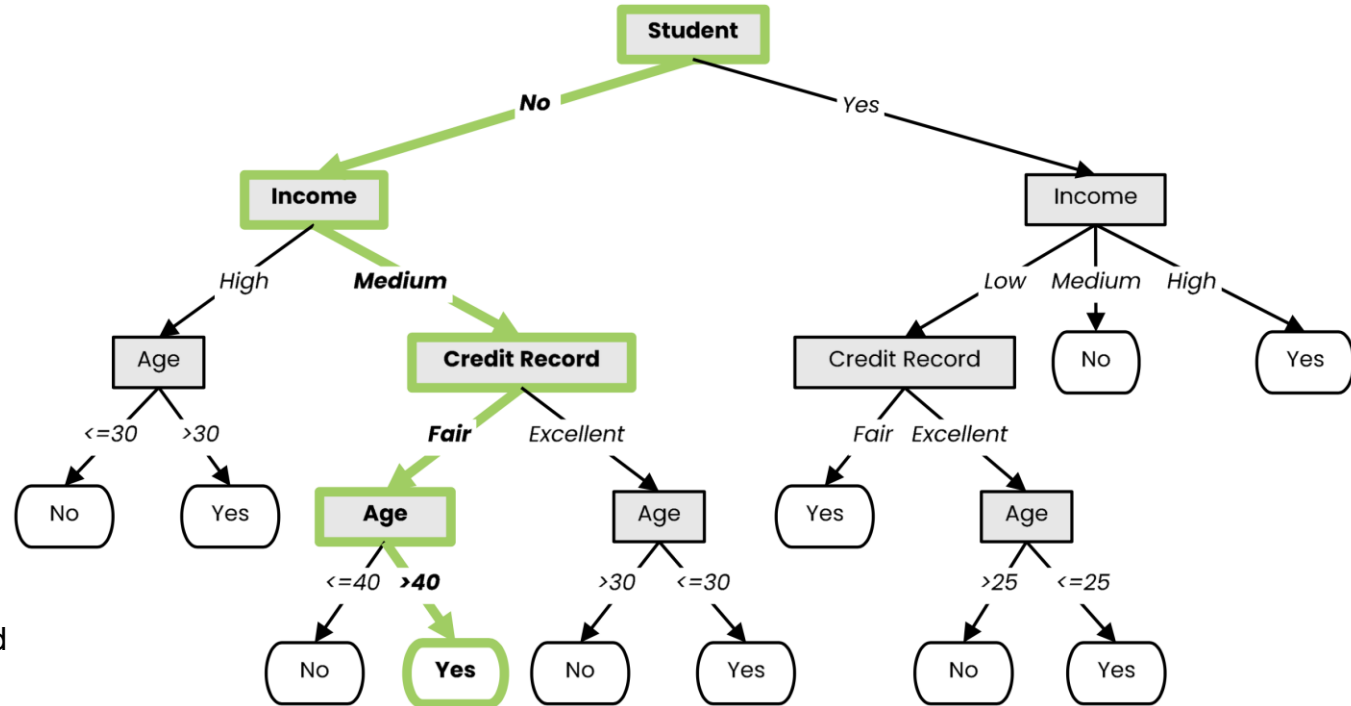 Student
No
Yes
Income
Income
High
Medium
Low
Medium
High
Age
Credit Record
Credit Record
No
Yes
<=30
>30
Fair
Excellent
Fair
Excellent
No
Yes
Age
Age
Yes
Age
<=40
>40
>30
<=30
>25
<=25
No
Yes
No
Yes
No
Yes